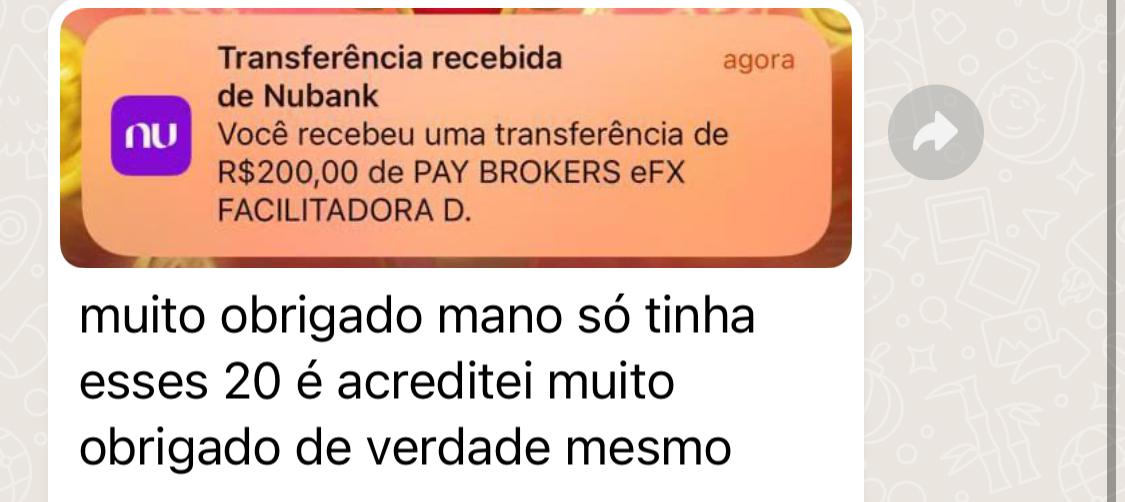 Transferência recebida
agora
de Nubank
nu
Você recebeu uma transferência de
R$200,00 de PAY BROKERS eFX
FACILITADORA D.
muito obrigado mano só tinha
esses 20 é acreditei muito
obrigado de verdade mesmo